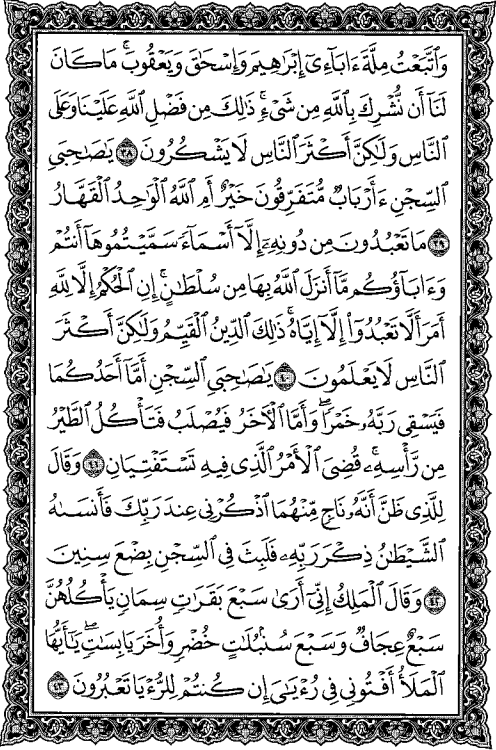 وَٱتَّبَعْتُ مِلَّةَ ءَابَآءِىٓ إِبْرَٰهِيمَ وَإِسْحَٰقَ وَيَعْقُوبَ ۚ مَا كَانَ
لَنَآ أَن نُّشْرِكَ بِٱللَّهِ مِن شَىْءٍ ۚ ذَٰلِكَ مِن فَضْلِ ٱللَّهِ عَلَيْنَا وَعَلَى
ٱلنَّاسِ وَلَٰكِنَّ أَكْثَرَ ٱلنَّاسِ لَا يَشْكُرُونَ ٣٨ يَٰصَٰحِبَىِ
ٱلسِّجْنِ ءَأَرْبَابٌ مُّتَفَرِّقُونَ خَيْرٌ أَمِ ٱللَّهُ ٱلْوَٰحِدُ ٱلْقَهَّارُ
٣٩ مَا تَعْبُدُونَ مِن دُونِهِۦٓ إِلَّآ أَسْمَآءً سَمَّيْتُمُوهَآ أَنتُمْ
وَءَابَآؤُكُم مَّآ أَنزَلَ ٱللَّهُ بِهَا مِن سُلْطَٰنٍ ۚ إِنِ ٱلْحُكْمُ إِلَّا لِلَّهِ
أَمَرَ أَلَّا تَعْبُدُوٓا۟ إِلَّآ إِيَّاهُ ۚ ذَٰلِكَ ٱلدِّينُ ٱلْقَيِّمُ وَلَٰكِنَّ أَكْثَرَ
ٱلنَّاسِ لَا يَعْلَمُونَ ٤٠ يَٰصَٰحِبَىِ ٱلسِّجْنِ أَمَّآ أَحَدُكُمَا
فَيَسْقِى رَبَّهُۥ خَمْرًا ۖ وَأَمَّا ٱلْءَاخَرُ فَيُصْلَبُ فَتَأْكُلُ ٱلطَّيْرُ
مِن رَّأْسِهِۦ ۚ قُضِىَ ٱلْأَمْرُ ٱلَّذِى فِيهِ تَسْتَفْتِيَانِ ٤١ وَقَالَ
لِلَّذِى ظَنَّ أَنَّهُۥ نَاجٍ مِّنْهُمَا ٱذْكُرْنِى عِندَ رَبِّكَ فَأَنسَىٰهُ
ٱلشَّيْطَٰنُ ذِكْرَ رَبِّهِۦ فَلَبِثَ فِى ٱلسِّجْنِ بِضْعَ سِنِينَ
٤٢ وَقَالَ ٱلْمَلِكُ إِنِّىٓ أَرَىٰ سَبْعَ بَقَرَٰتٍ سِمَانٍ يَأْكُلُهُنَّ
سَبْعٌ عِجَافٌ وَسَبْعَ سُنۢبُلَٰتٍ خُضْرٍ وَأُخَرَ يَابِسَٰتٍ ۖ يَٰٓأَيُّهَا
ٱلْمَلَأُ أَفْتُونِى فِى رُءْيَٰىَ إِن كُنتُمْ لِلرُّءْيَا تَعْبُرُونَ ٤٣